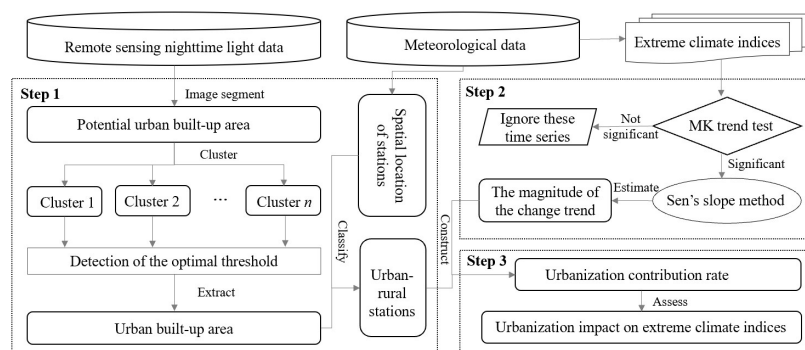 Remote sensing nighttime light data
Meteorological data
Extreme climate indices
Step 1
Image segment
Potential urban built-up area
Cluster
Cluster 1
Cluster 2
...
Cluster n
Detection of the optimal threshold
Extract
Urban built-up area
Spatial location
of stations
Classify
Urban-
rural
stations
Construct
Step 2
Ignore these
time series
Not
significant
MK trend test
Significant
The magnitude of
the change trend
Estimate
Sen's slope method
Step 3
Urbanization contribution rate
Assess
Urbanization impact on extreme climate indices